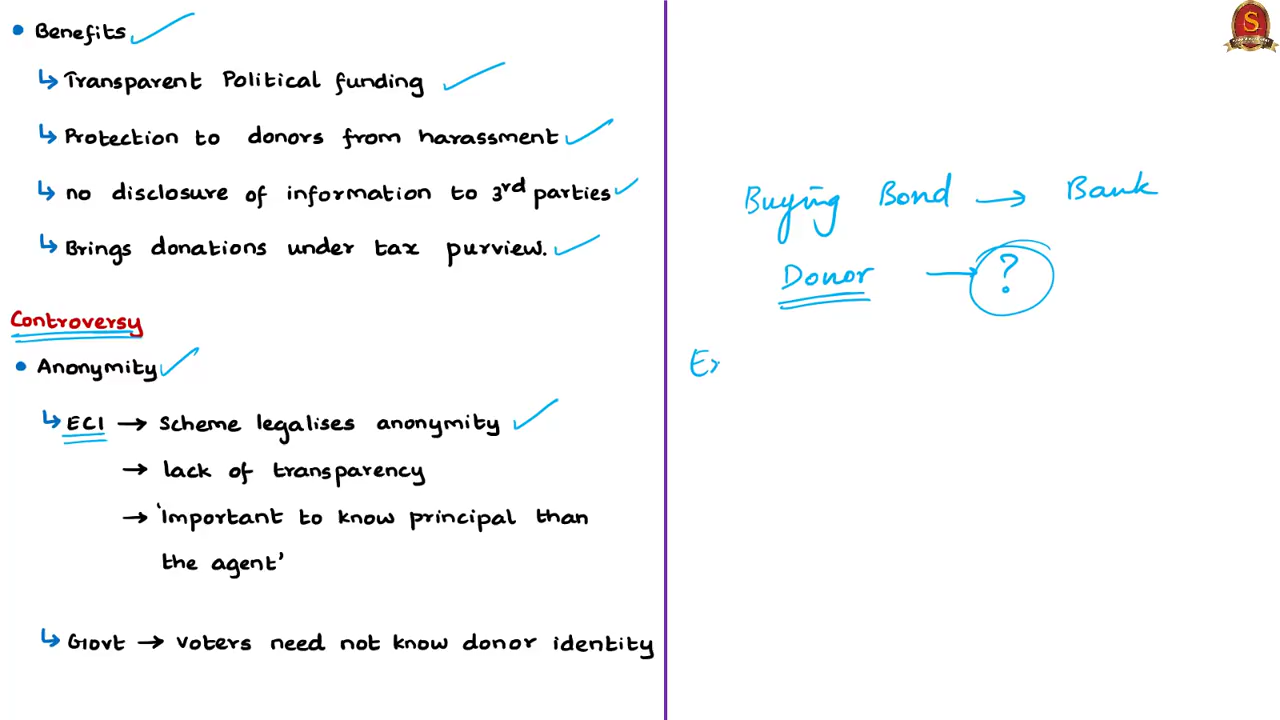 • Benefits
↳ Transparent Political funding
↳ Protection to donors from harassment
↳ no disclosure of information to 3rd parties
↳ Brings donations under tax purview.
Controversy
• Anonymity
↳ ECI → Scheme legalises anonymity
→ lack of transparency
→ 'important to know principal than
the agent'
↳ Govt → Voters need not know donor identity
Buying Bond → Bank
Donor → ?
Ex
S